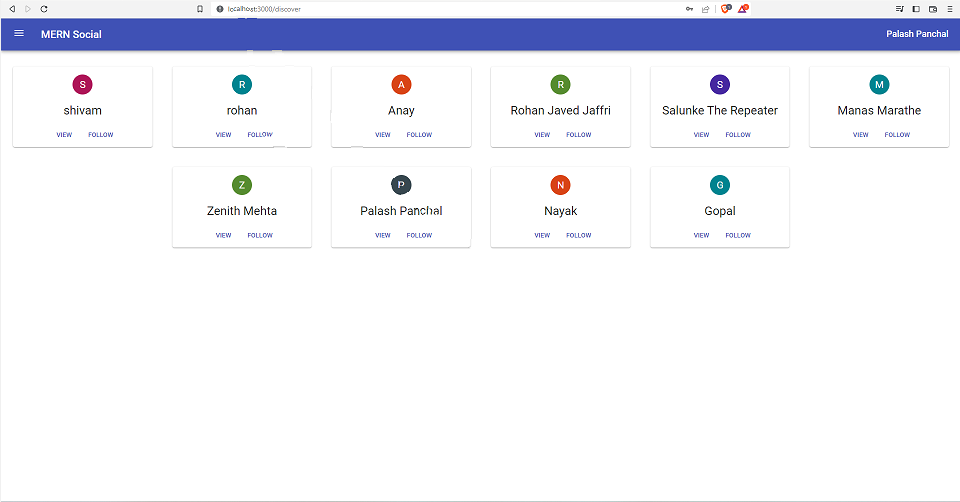 localhost:3000/discover
MERN Social
Palash Panchal
S R A R S M
shivam rohan Anay Rohan Javed Jaffri Salunke The Repeater Manas Marathe
VIEW FOLLOW VIEW FOLLOW VIEW FOLLOW VIEW FOLLOW VIEW FOLLOW VIEW FOLLOW
Z P N G
Zenith Mehta Palash Panchal Nayak Gopal
VIEW FOLLOW VIEW FOLLOW VIEW FOLLOW VIEW FOLLOW